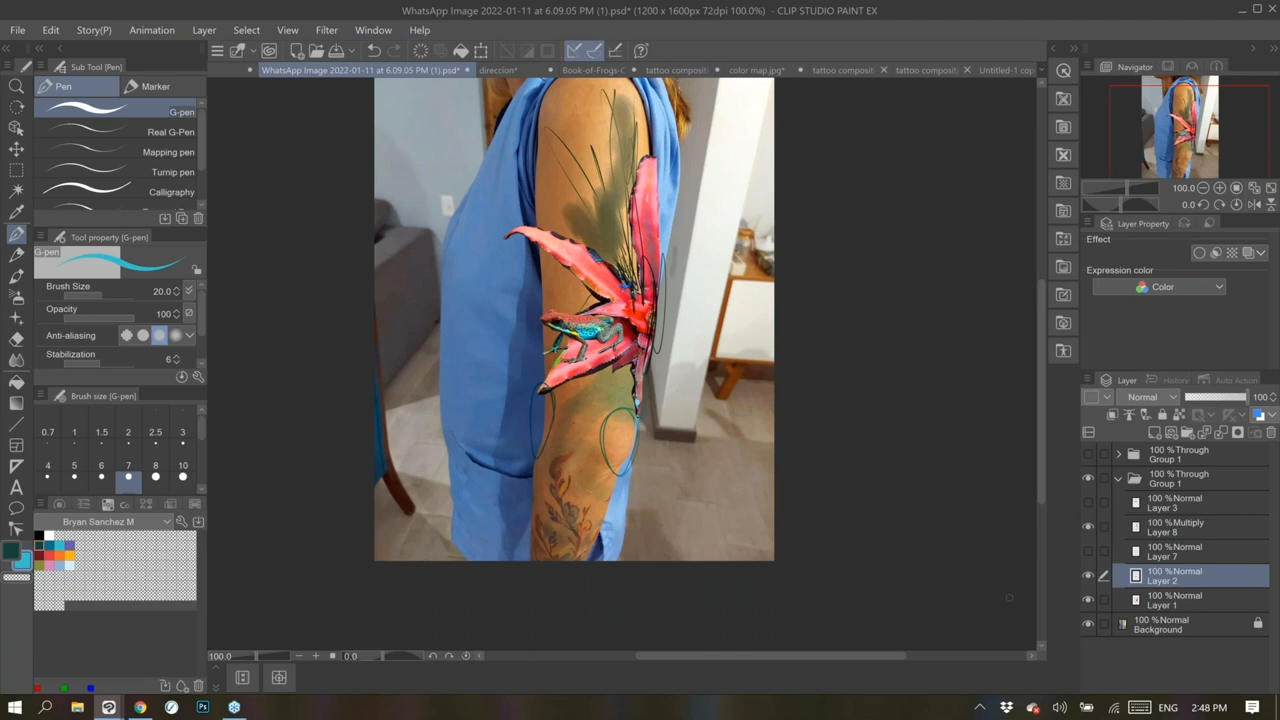 WhatsApp Image 2022-01-11 at 6.09.05 PM (1).psd* (1200 x 1600px 72dpi 100.0%) - CLIP STUDIO PAINT EX
File Edit Story(P) Animation Layer Select View Filter Window Help
Sub Tool [Pen]
WhatsApp Image 2022-01-11 at 6.09.05 PM (1).psd* direccion* Book-of-Frogs-C tattoo composit color map.jpg* tattoo composit tattoo composit Untitled-1 cop
Navigator
Pen
Marker
G-pen
Real G-Pen
Mapping pen
Turnip pen
Calligraphy
100.0
0.0
Layer Property
Tool property [G-pen]
G-pen
Effect
Expression color
Color
Brush Size
20.0
Opacity
100
Anti-aliasing
Stabilization
6
Layer History Auto Action
Brush size [G-pen]
Normal 100
0.7 1 1.5 2 2.5 3
4 5 6 7 8 10
A
100 %Through
Group 1
100 %Through
Group 1
100 %Normal
Layer 3
100 %Multiply
Layer 8
100 %Normal
Layer 7
100 %Normal
Layer 2
100 %Normal
Layer 1
100 %Normal
Background
Co
Bryan Sanchez M
100.0 0.0
Ps
ENG 2:48 PM